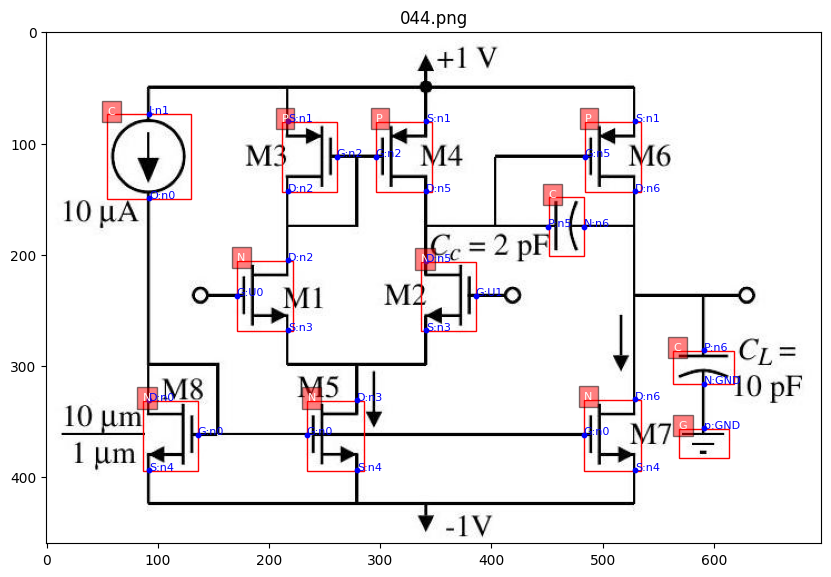 044.png
+1 V
M3
M4
M6
10 µA
C_c = 2 pF
M1
M2
C_L =
10 pF
M8
M5
M7
10 µm
1 µm
-1V
C
I:n1
O:n0
P
S:n1
G:n2
D:n2
P
S:n1
G:n2
D:n5
P
S:n1
G:n5
D:n6
C
P:n5
N:n6
N
D:n2
G:U0
S:n3
N
D:n5
G:U1
S:n3
C
P:n6
N:GND
G
p:GND
N
D:n0
G:n0
S:n4
N
D:n3
G:n0
S:n4
N
D:n6
G:n0
S:n4
0
100
200
300
400
0
100
200
300
400
500
600